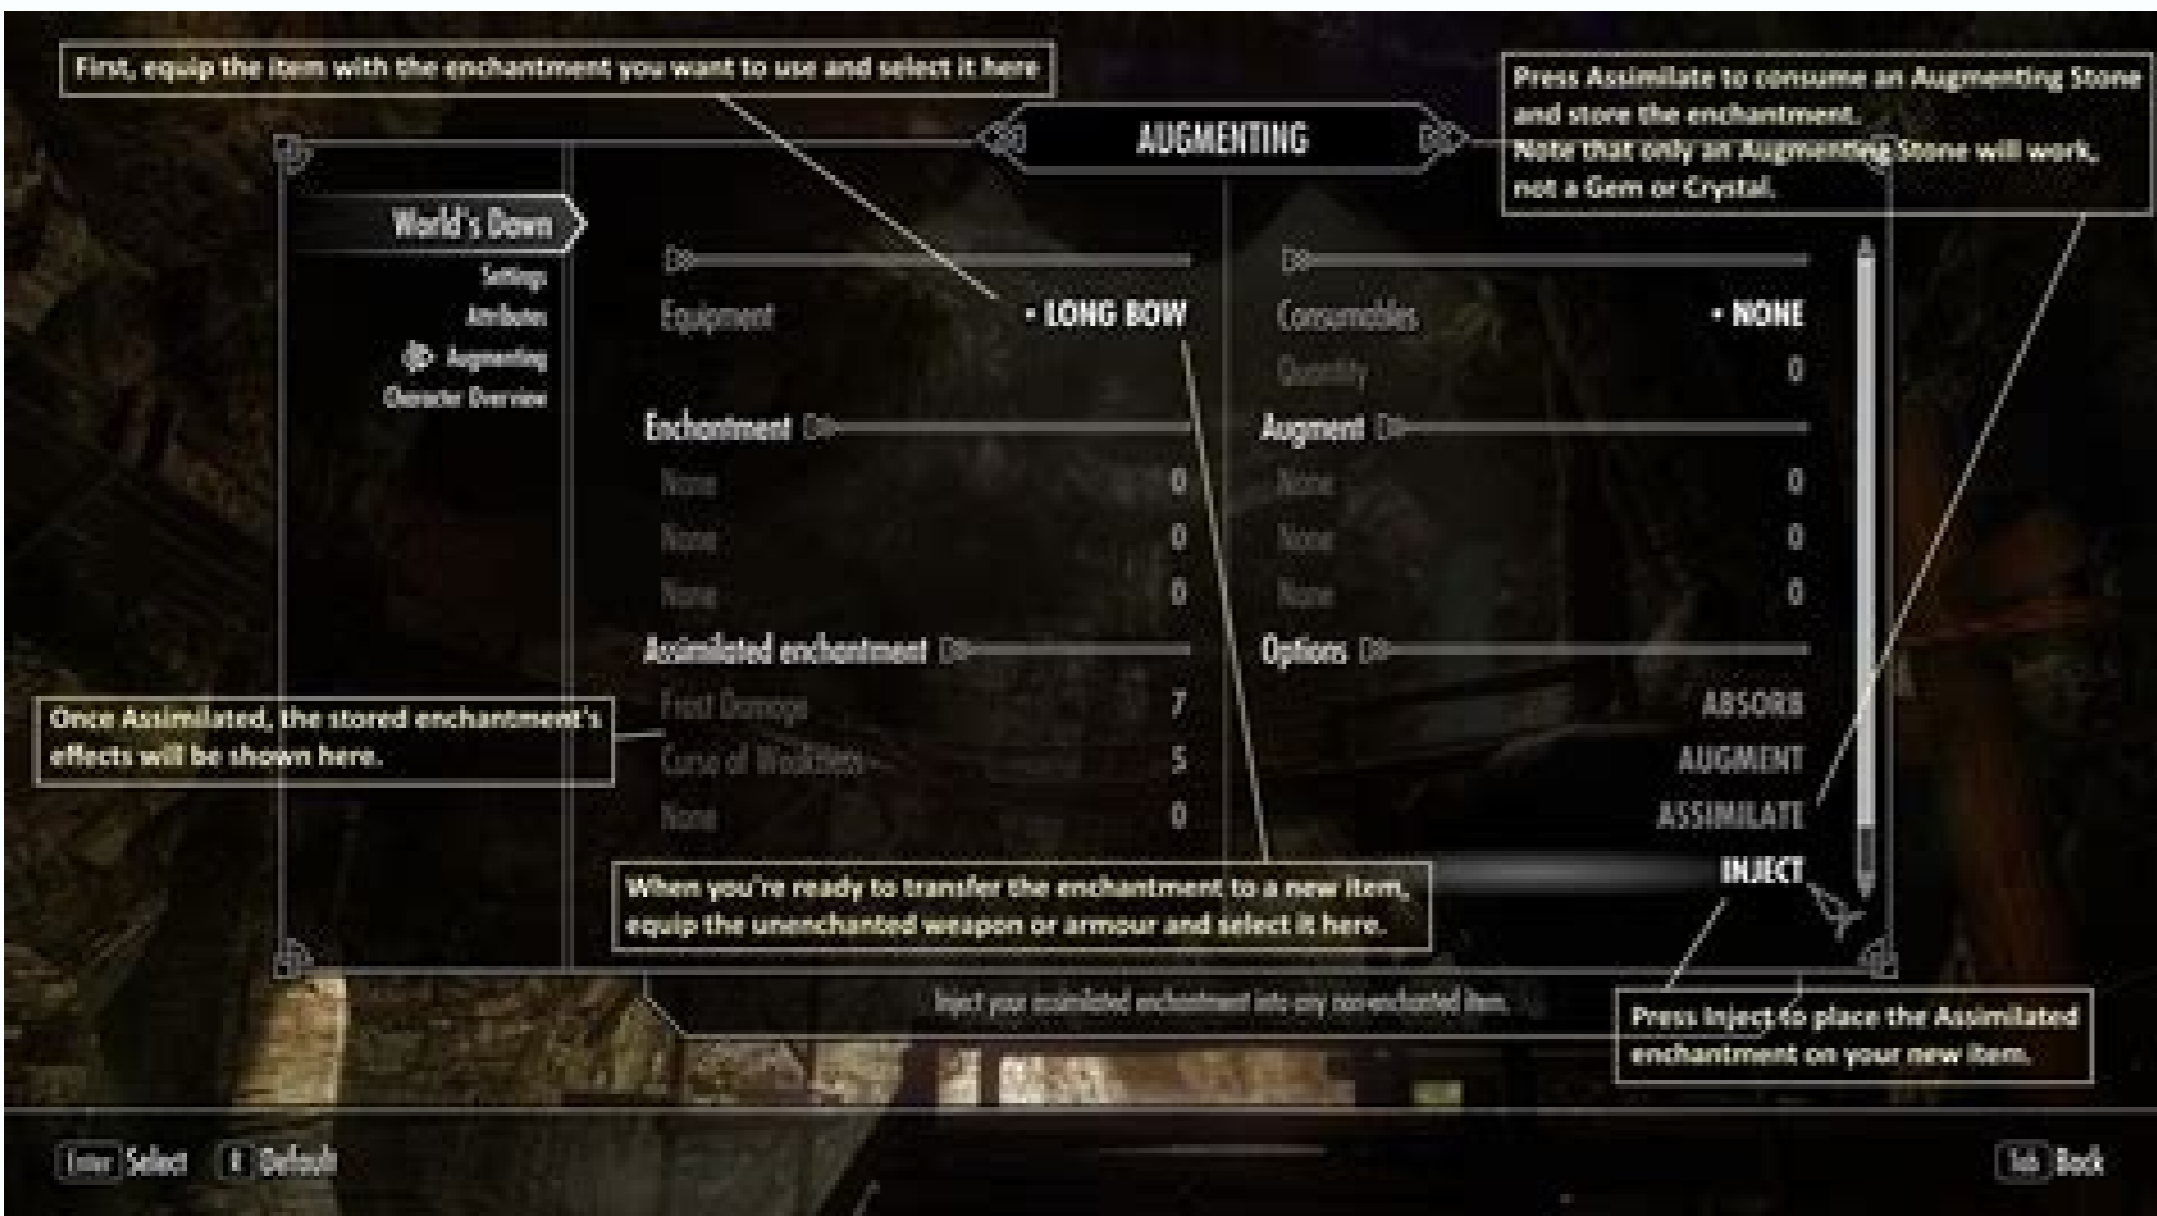 First, equip the item with the enchantment you want to use and select it here
Press Assimilate to consume an Augmenting Stone
and store the enchantment.
Note that only an Augmenting Stone will work,
not a Gem or Crystal.
AUGMENTING
World's Dawn
Settings
Attributes
Augmenting
Character Overview
Equipment • LONG BOW
Enchantment
None 0
None 0
None 0
Assimilated enchantment
Frost Damage 7
Curse of Weakness 5
None 0
Consumables • NONE
Quantity 0
Augment
None 0
None 0
None 0
Options
ABSORB
AUGMENT
ASSIMILATE
INJECT
Once Assimilated, the stored enchantment's
effects will be shown here.
When you're ready to transfer the enchantment to a new item,
equip the unenchanted weapon or armour and select it here.
Inject your assimilated enchantment into any non-enchanted item.
Press Inject to place the Assimilated
enchantment on your new item.
Enter Select R Default
Tab Back